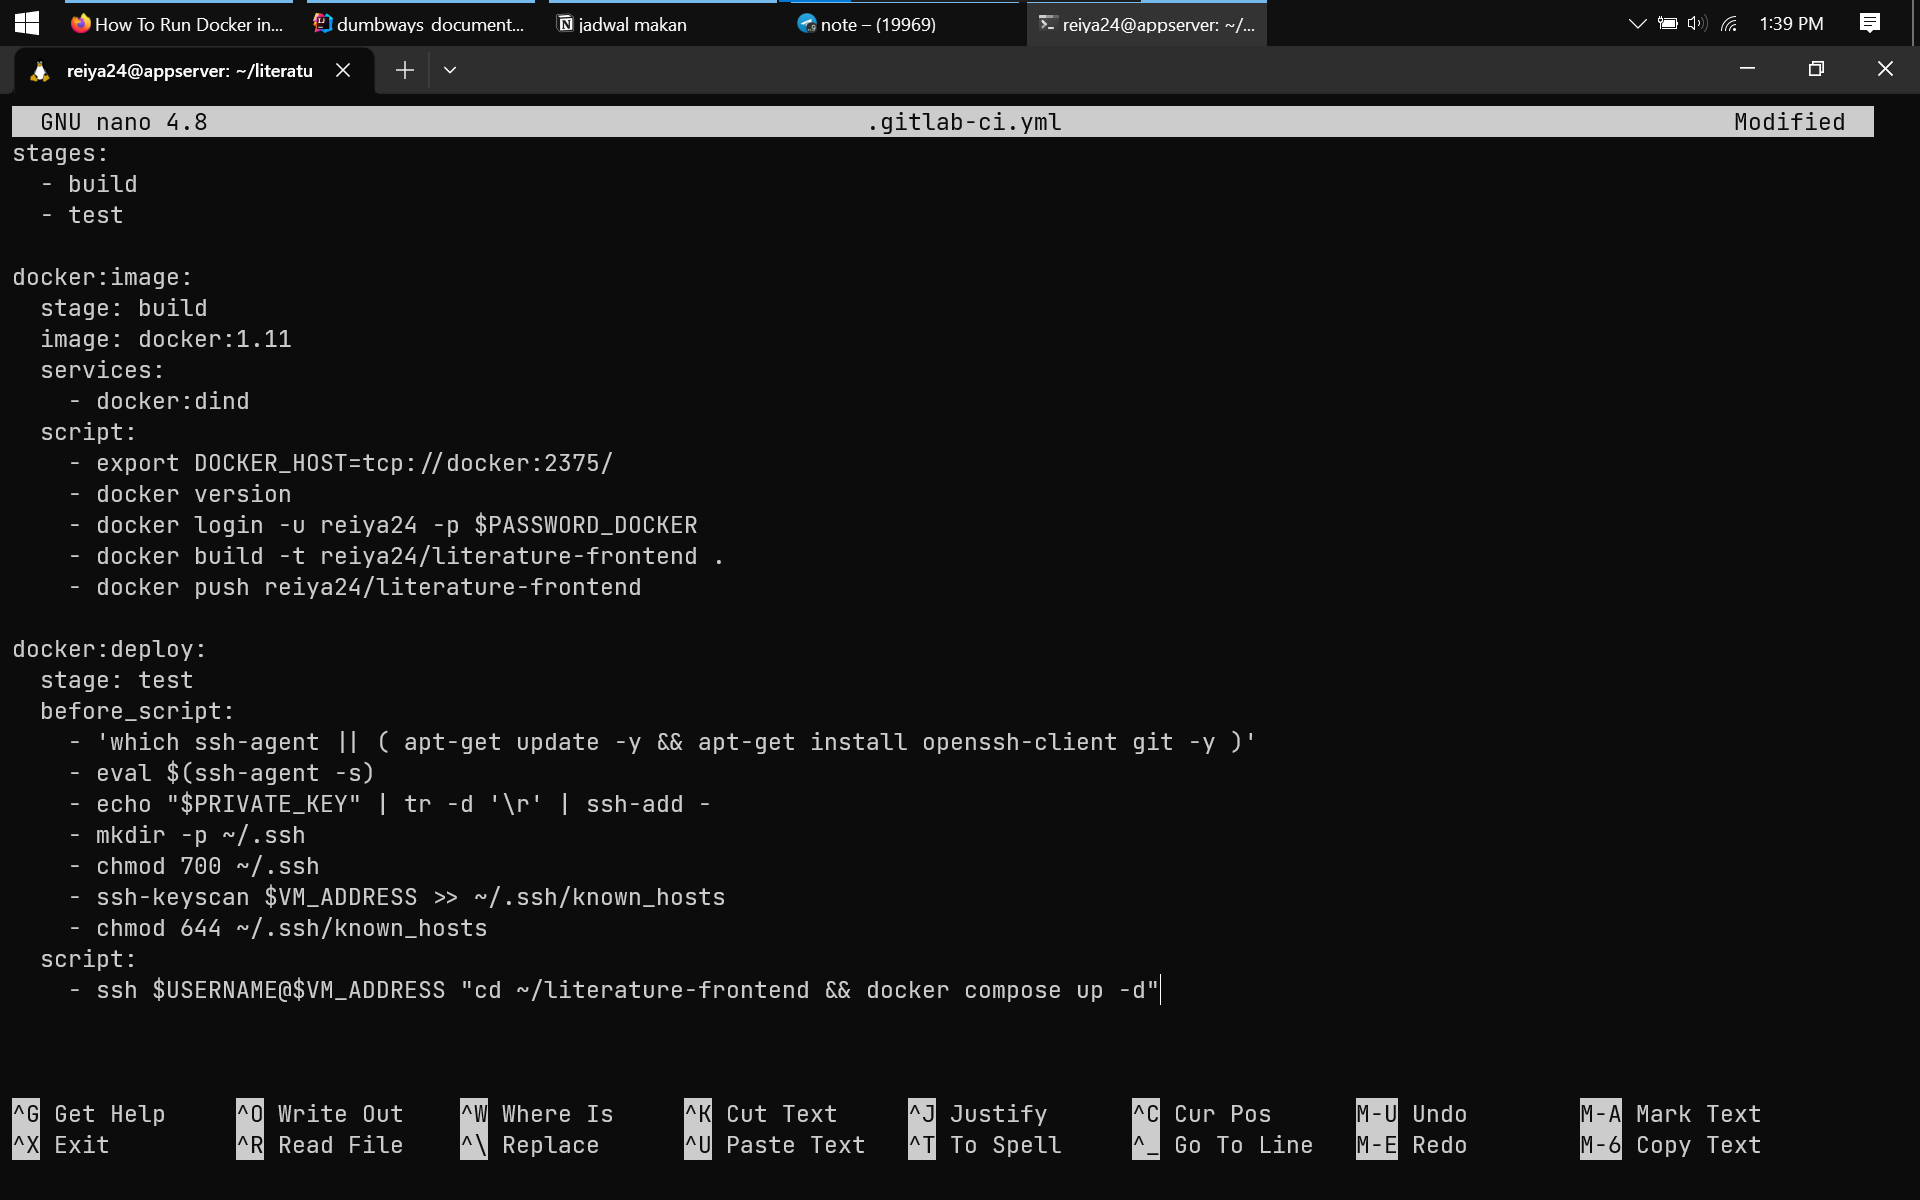 How To Run Docker in...
dumbways document...
jadwal makan
note – (19969)
reiya24@appserver: ~/...
1:39 PM
reiya24@appserver: ~/literatu
GNU nano 4.8 .gitlab-ci.yml Modified
stages:
  - build
  - test

docker:image:
  stage: build
  image: docker:1.11
  services:
    - docker:dind
  script:
    - export DOCKER_HOST=tcp://docker:2375/
    - docker version
    - docker login -u reiya24 -p $PASSWORD_DOCKER
    - docker build -t reiya24/literature-frontend .
    - docker push reiya24/literature-frontend

docker:deploy:
  stage: test
  before_script:
    - 'which ssh-agent || ( apt-get update -y && apt-get install openssh-client git -y )'
    - eval $(ssh-agent -s)
    - echo "$PRIVATE_KEY" | tr -d '\r' | ssh-add -
    - mkdir -p ~/.ssh
    - chmod 700 ~/.ssh
    - ssh-keyscan $VM_ADDRESS >> ~/.ssh/known_hosts
    - chmod 644 ~/.ssh/known_hosts
  script:
    - ssh $USERNAME@$VM_ADDRESS "cd ~/literature-frontend && docker compose up -d"

^G Get Help ^O Write Out ^W Where Is ^K Cut Text ^J Justify ^C Cur Pos M-U Undo M-A Mark Text
^X Exit ^R Read File ^\ Replace ^U Paste Text ^T To Spell ^_ Go To Line M-E Redo M-6 Copy Text